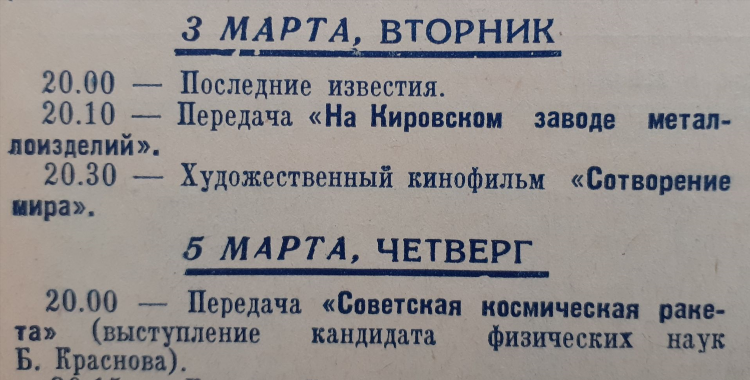 3 МАРТА, ВТОРНИК
20.00 — Последние известия.
20.10 — Передача «На Кировском заводе метал-
лоизделий».
20.30 — Художественный кинофильм «Сотворение
мира».
5 МАРТА, ЧЕТВЕРГ
20.00 — Передача «Советская космическая раке-
та» (выступление кандидата физических наук
Б. Краснова).